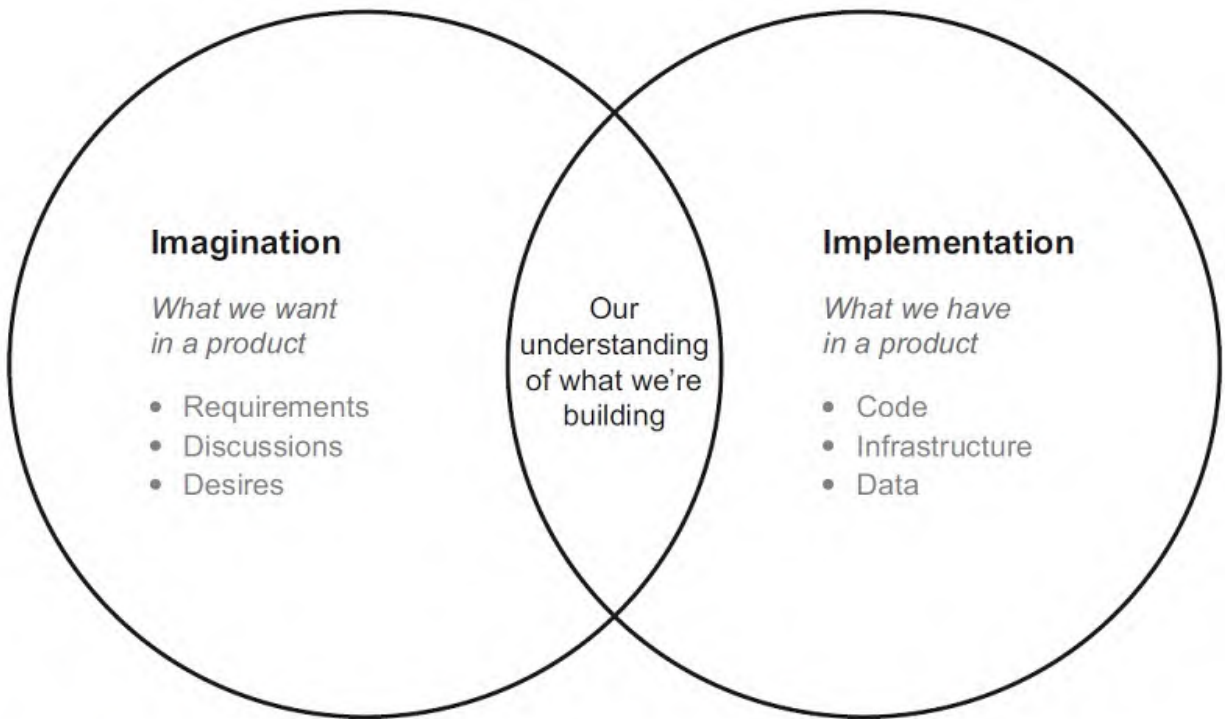 Imagination
What we want
in a product
• Requirements
• Discussions
• Desires
Our
understanding
of what we're
building
Implementation
What we have
in a product
• Code
• Infrastructure
• Data